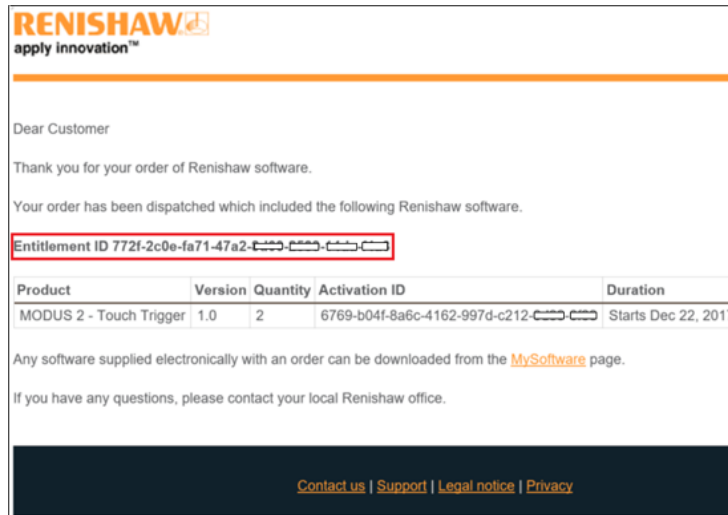 RENISHAW
apply innovation™
Dear Customer
Thank you for your order of Renishaw software.
Your order has been dispatched which included the following Renishaw software.
Entitlement ID 772f-2c0e-fa71-47a2-
Product Version Quantity Activation ID Duration
MODUS 2 - Touch Trigger 1.0 2 6769-b04f-8a6c-4162-997d-c212- Starts Dec 22, 2017
Any software supplied electronically with an order can be downloaded from the MySoftware page.
If you have any questions, please contact your local Renishaw office.
Contact us | Support | Legal notice | Privacy